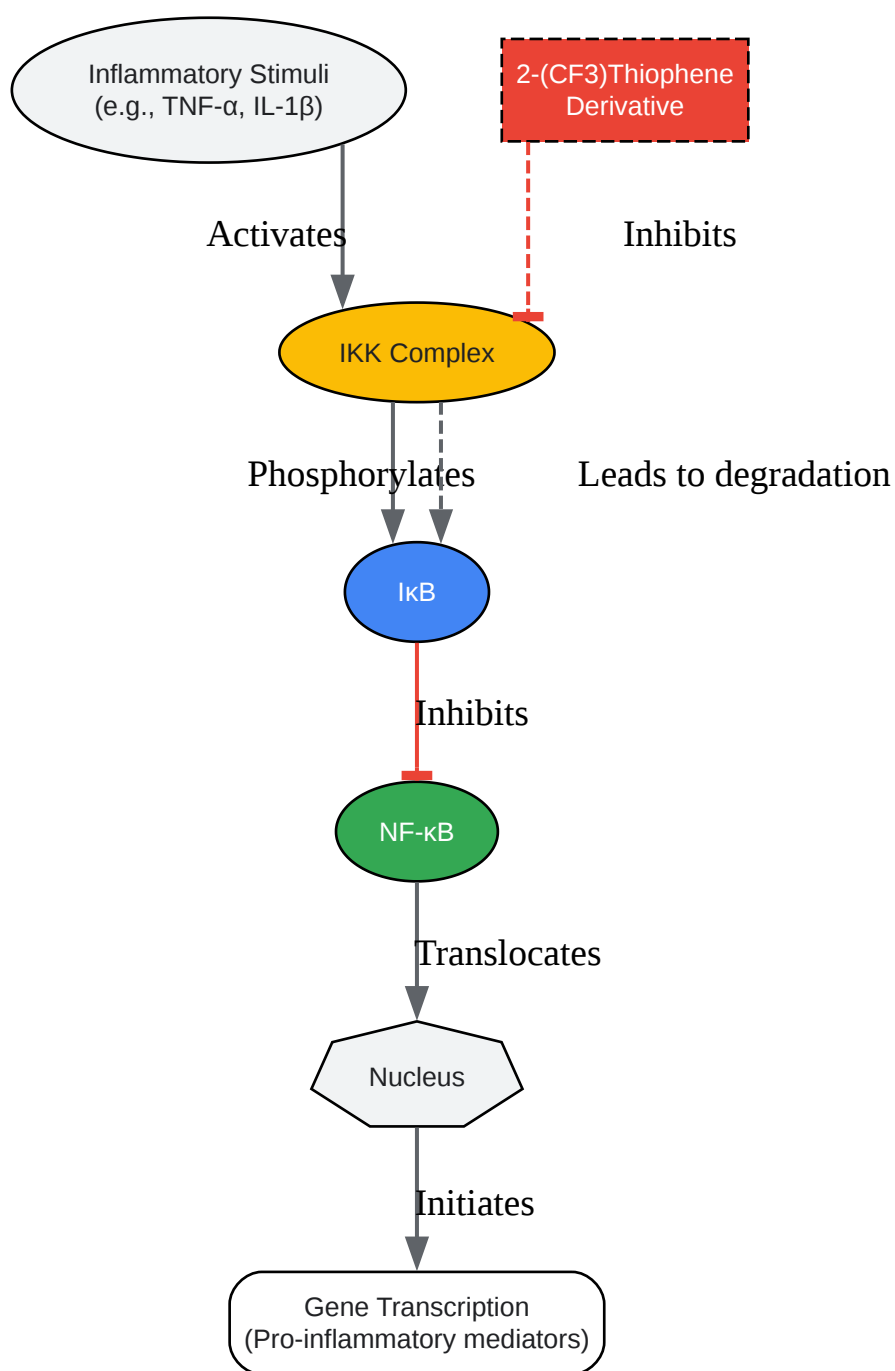 Inflammatory Stimuli
(e.g., TNF-α, IL-1β)
2-(CF3)Thiophene
Derivative
Activates
Inhibits
IKK Complex
Phosphorylates
Leads to degradation
IκB
Inhibits
NF-κB
Translocates
Nucleus
Initiates
Gene Transcription
(Pro-inflammatory mediators)